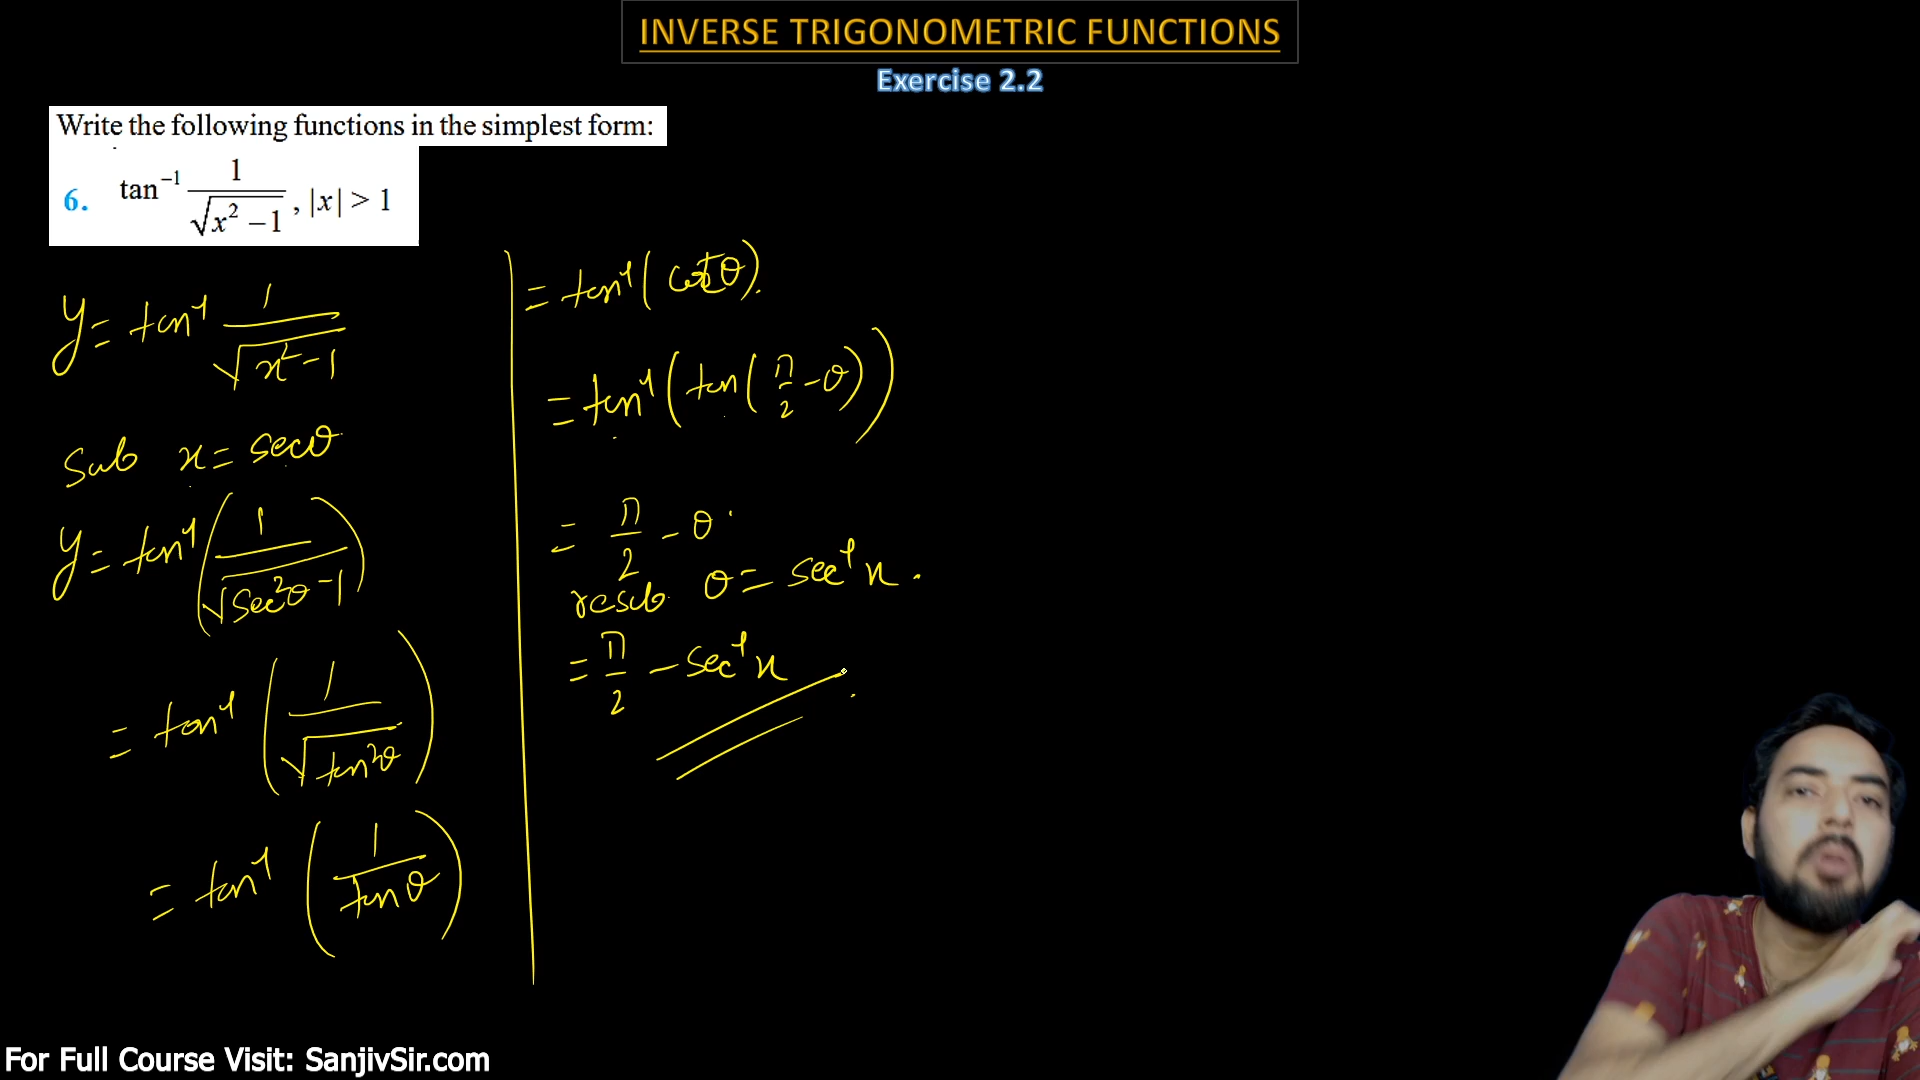 INVERSE TRIGONOMETRIC FUNCTIONS
Exercise 2.2
Write the following functions in the simplest form:
6. tan⁻¹ 1/√(x² – 1), |x| > 1
y = tan⁻¹ 1/√(x² – 1)
Sub x = secθ
y = tan⁻¹(1/√(sec²θ – 1))
= tan⁻¹(1/√(tan²θ))
= tan⁻¹(1/tanθ)
= tan⁻¹(cotθ).
= tan⁻¹(tan(π/2 – θ))
= π/2 – θ
resub θ = sec⁻¹x.
= π/2 – sec⁻¹x
For Full Course Visit: SanjivSir.com